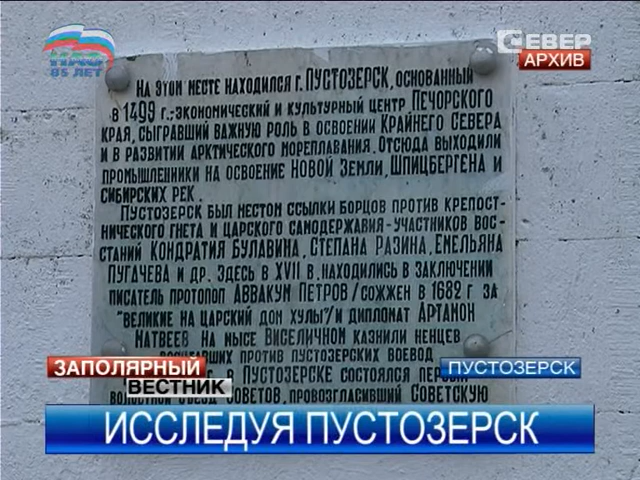 НАО
85 ЛЕТ
СЕВЕР
АРХИВ
НА ЭТОМ МЕСТЕ НАХОДИЛСЯ Г. ПУСТОЗЕРСК, ОСНОВАННЫЙ
В 1499 Г.; ЭКОНОМИЧЕСКИЙ И КУЛЬТУРНЫЙ ЦЕНТР ПЕЧОРСКОГО
КРАЯ, СЫГРАВШИЙ ВАЖНУЮ РОЛЬ В ОСВОЕНИИ КРАЙНЕГО СЕВЕРА
И В РАЗВИТИИ АРКТИЧЕСКОГО МОРЕПЛАВАНИЯ. ОТСЮДА ВЫХОДИЛИ
ПРОМЫШЛЕННИКИ НА ОСВОЕНИЕ НОВОЙ ЗЕМЛИ, ШПИЦБЕРГЕНА И
СИБИРСКИХ РЕК.
ПУСТОЗЕРСК БЫЛ МЕСТОМ ССЫЛКИ БОРЦОВ ПРОТИВ КРЕПОСТ-
НИЧЕСКОГО ГНЕТА И ЦАРСКОГО САМОДЕРЖАВИЯ-УЧАСТНИКОВ ВОС-
СТАНИЙ КОНДРАТИЯ БУЛАВИНА, СТЕПАНА РАЗИНА, ЕМЕЛЬЯНА
ПУГАЧЕВА И ДР. ЗДЕСЬ В XVII В. НАХОДИЛИСЬ В ЗАКЛЮЧЕНИИ
ПИСАТЕЛЬ ПРОТОПОП АВВАКУМ ПЕТРОВ /СОЖЖЕН В 1682 Г ЗА
"ВЕЛИКИЕ НА ЦАРСКИЙ ДОМ ХУЛЫ"/ И ДИПЛОМАТ АРТАМОН
МАТВЕЕВ НА МЫСЕ ВИСЕЛИЧНОМ КАЗНИЛИ НЕНЦЕВ
ПРОТИВ ПУСТОЗЕРСКИХ ВОЕВОД
В ПУСТОЗЕРСКЕ СОСТОЯЛСЯ
СОВЕТОВ, ПРОВОЗГЛАСИВШИЙ СОВЕТСКУЮ
ЗАПОЛЯРНЫЙ
ВЕСТНИК
ПУСТОЗЕРСК
ИССЛЕДУЯ ПУСТОЗЕРСК